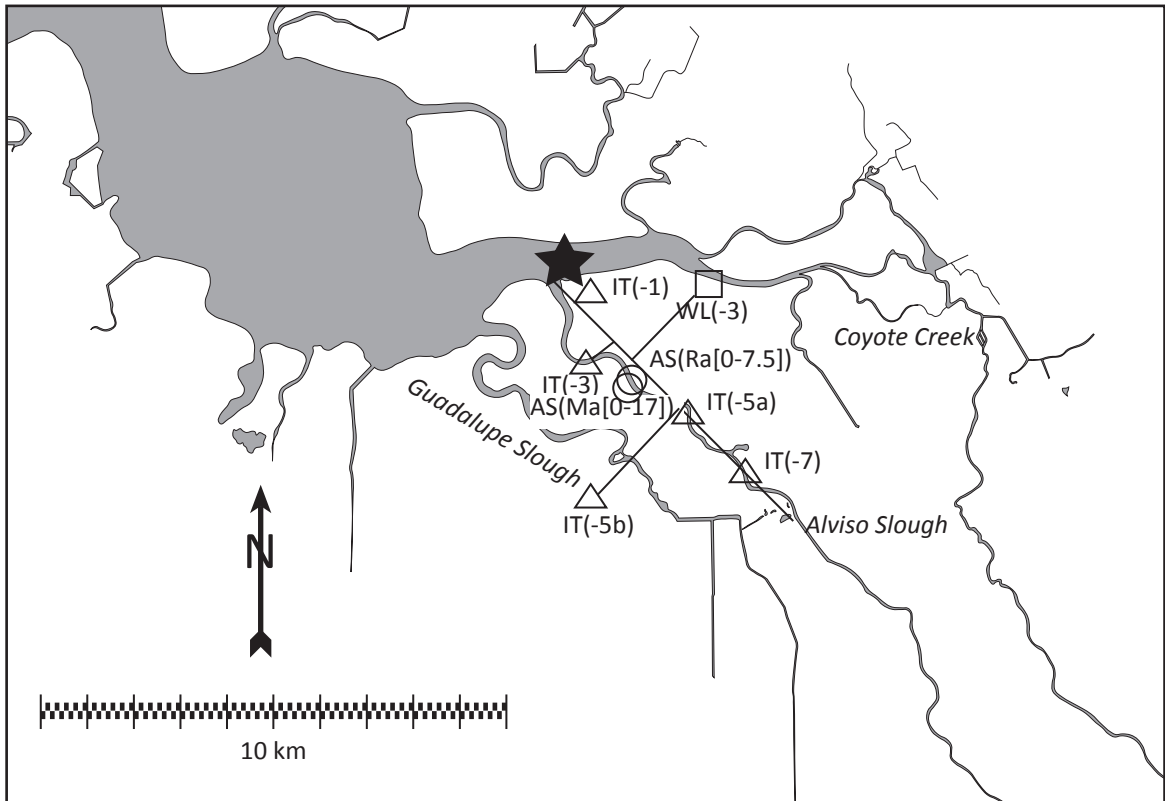 IT(-1)
WL(-3)
Coyote Creek
AS(Ra[0-7.5])
IT(-3)
AS(Ma[0-17])
IT(-5a)
Guadalupe Slough
IT(-7)
IT(-5b)
Alviso Slough
N
10 km